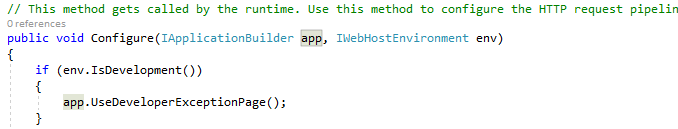 // This method gets called by the runtime. Use this method to configure the HTTP request pipelin
0 references
public void Configure(IApplicationBuilder app, IWebHostEnvironment env)
{
if (env.IsDevelopment())
{
app.UseDeveloperExceptionPage();
}